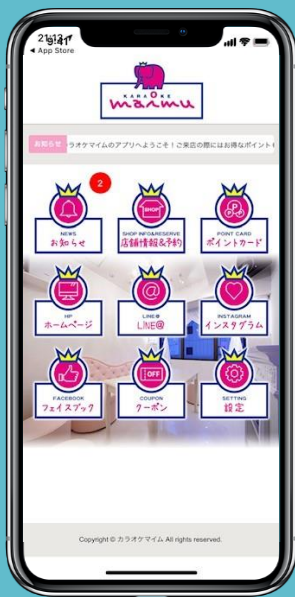 ◀ App Store
KARAOKE
maimu
お知らせ
ラオケマイムのアプリへようこそ！ご来店の際にはお得なポイント
2
NEWS
お知らせ
SHOP
SHOP INFO&RESERVE
店舗情報&予約
P
POINT CARD
ポイントカード
HP
ホームページ
@
LINE@
INSTAGRAM
インスタグラム
FACEBOOK
フェイスブック
OFF
COUPON
クーポン
SETTING
設定
Copyright © カラオケマイム All rights reserved.